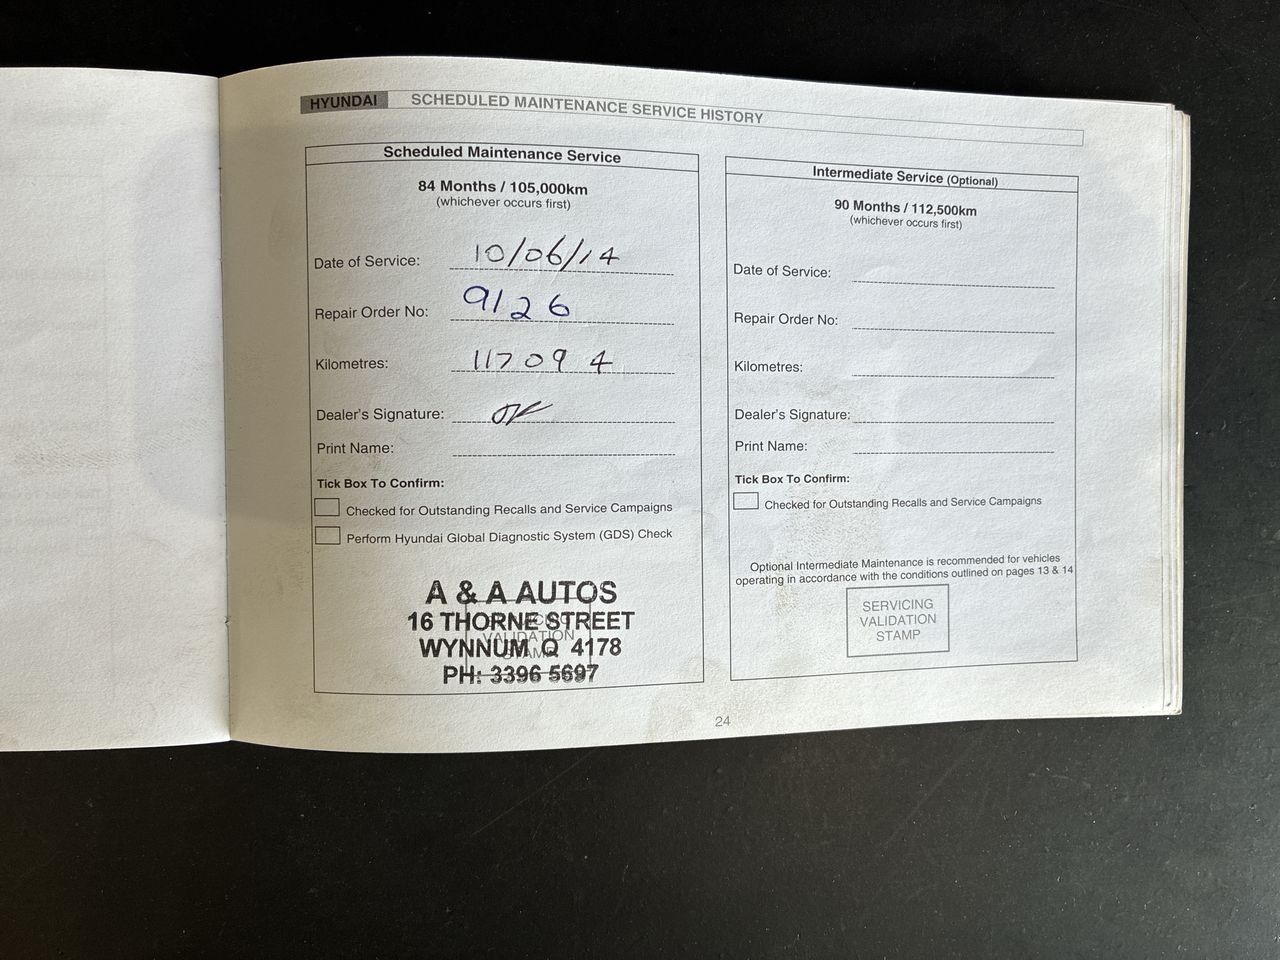 HYUNDAI SCHEDULED MAINTENANCE SERVICE HISTORY
Scheduled Maintenance Service
84 Months / 105,000km
(whichever occurs first)
Date of Service: 10/06/14
Repair Order No: 9126
Kilometres: 117094
Dealer's Signature:
Print Name:
Tick Box To Confirm:
Checked for Outstanding Recalls and Service Campaigns
Perform Hyundai Global Diagnostic System (GDS) Check
A & A AUTOS
16 THORNE STREET
WYNNUM Q 4178
PH: 3396 5697
VALIDATION
Intermediate Service (Optional)
90 Months / 112,500km
(whichever occurs first)
Date of Service:
Repair Order No:
Kilometres:
Dealer's Signature:
Print Name:
Tick Box To Confirm:
Checked for Outstanding Recalls and Service Campaigns
Optional Intermediate Maintenance is recommended for vehicles
operating in accordance with the conditions outlined on pages 13 & 14
SERVICING
VALIDATION
STAMP
24